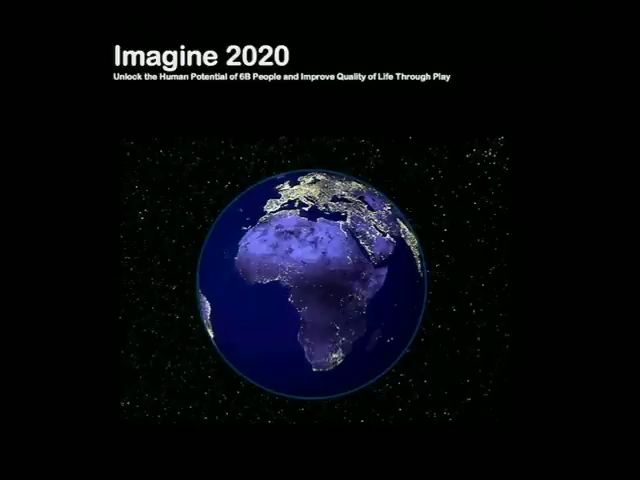 Imagine 2020
Unlock the Human Potential of 6B People and Improve Quality of Life Through Play